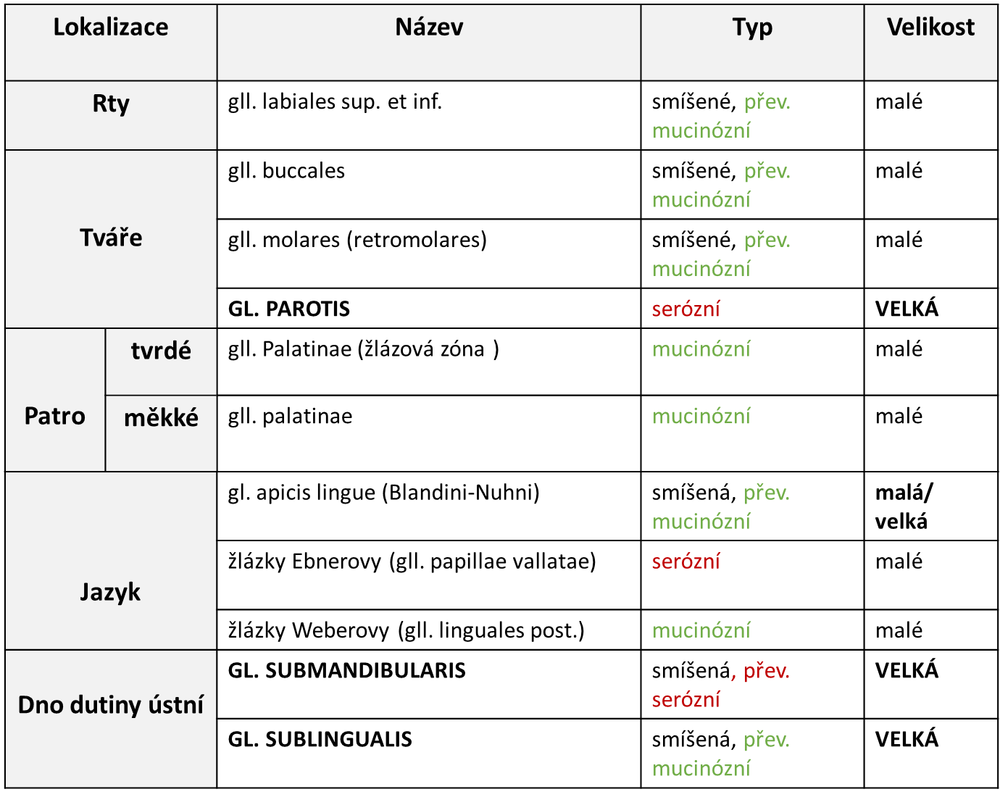 Lokalizace Název Typ Velikost
Rty gll. labiales sup. et inf. smíšené, přev. malé
mucinózní
Tváře
gll. buccales smíšené, přev. malé
mucinózní
gll. molares (retromolares) smíšené, přev. malé
mucinózní
GL. PAROTIS serózní VELKÁ
Patro
tvrdé gll. Palatinae (žlázová zóna ) mucinózní malé
měkké gll. palatinae mucinózní malé
Jazyk
gl. apicis lingue (Blandini-Nuhni) smíšená, přev. malá/
mucinózní velká
žlázky Ebnerovy (gll. papillae vallatae) serózní malé
žlázky Weberovy (gll. linguales post.) mucinózní malé
Dno dutiny ústní
GL. SUBMANDIBULARIS smíšená, přev. VELKÁ
serózní
GL. SUBLINGUALIS smíšená, přev. VELKÁ
mucinózní